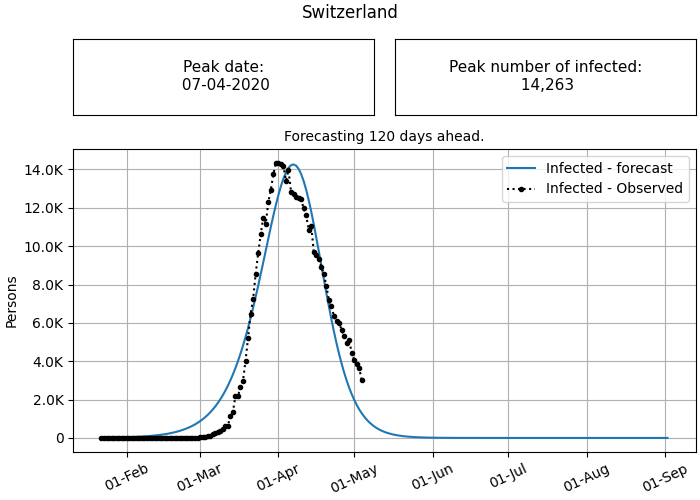 Switzerland
Peak date:
07-04-2020
Peak number of infected:
14,263
Forecasting 120 days ahead.
Infected - forecast
Infected - Observed
14.0K
12.0K
10.0K
8.0K
6.0K
4.0K
2.0K
0
Persons
01-Feb
01-Mar
01-Apr
01-May
01-Jun
01-Jul
01-Aug
01-Sep